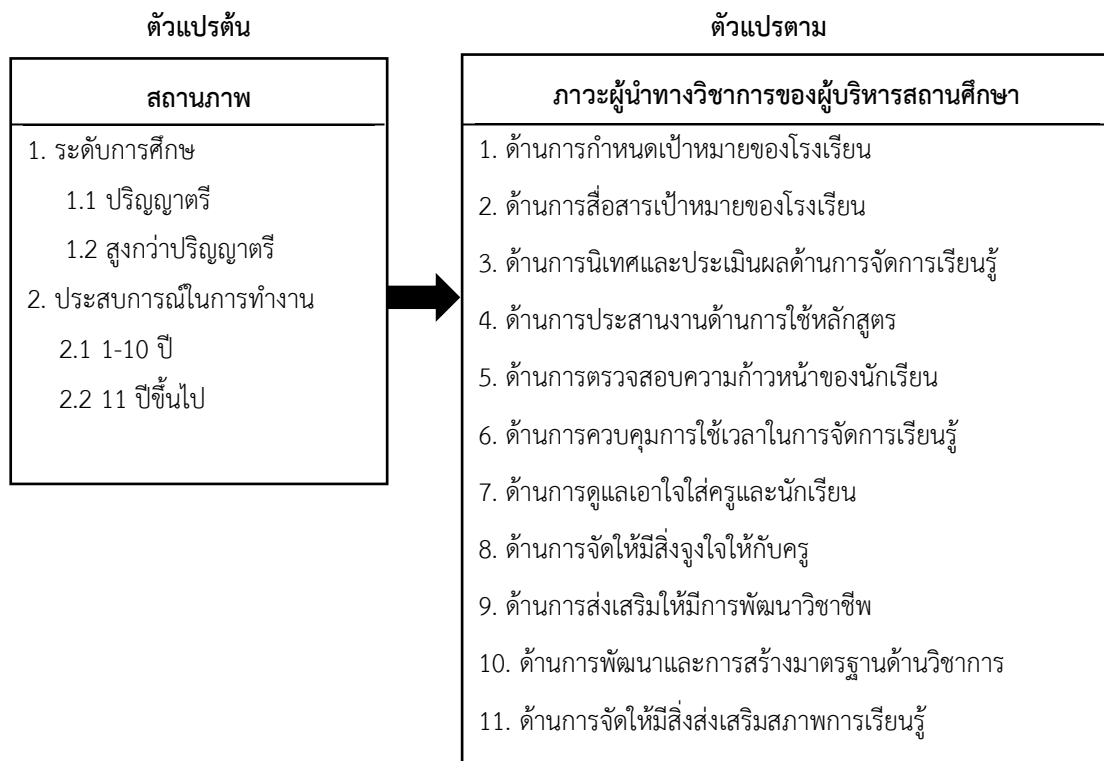 ตัวแปรต้น
สถานภาพ
1. ระดับการศึกษ
1.1 ปริญญาตรี
1.2 สูงกว่าปริญญาตรี
2. ประสบการณ์ในการทำงาน
2.1 1-10 ปี
2.2 11 ปีขึ้นไป
ตัวแปรตาม
ภาวะผู้นำทางวิชาการของผู้บริหารสถานศึกษา
1. ด้านการกำหนดเป้าหมายของโรงเรียน
2. ด้านการสื่อสารเป้าหมายของโรงเรียน
3. ด้านการนิเทศและประเมินผลด้านการจัดการเรียนรู้
4. ด้านการประสานงานด้านการใช้หลักสูตร
5. ด้านการตรวจสอบความก้าวหน้าของนักเรียน
6. ด้านการควบคุมการใช้เวลาในการจัดการเรียนรู้
7. ด้านการดูแลเอาใจใส่ครูและนักเรียน
8. ด้านการจัดให้มีสิ่งจูงใจให้กับครู
9. ด้านการส่งเสริมให้มีการพัฒนาวิชาชีพ
10. ด้านการพัฒนาและการสร้างมาตรฐานด้านวิชาการ
11. ด้านการจัดให้มีสิ่งส่งเสริมสภาพการเรียนรู้